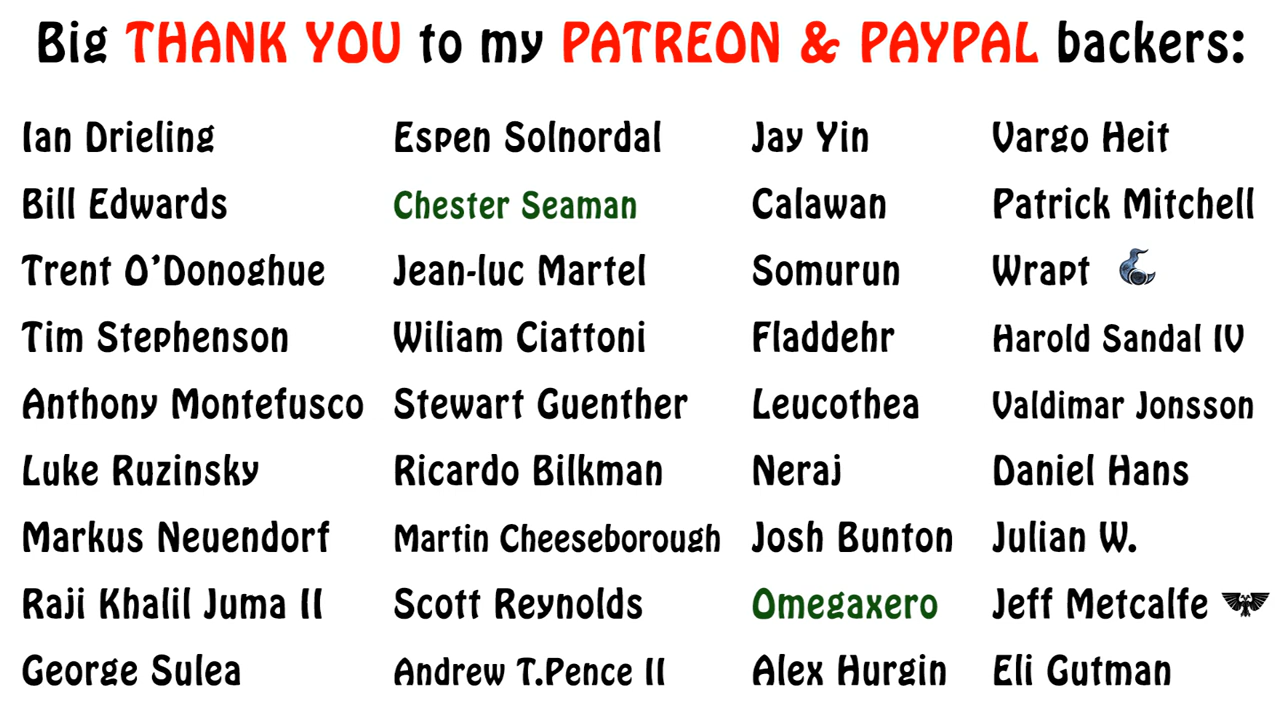 Big THANK YOU to my PATREON & PAYPAL backers:
Ian Drieling
Bill Edwards
Trent O'Donoghue
Tim Stephenson
Anthony Montefusco
Luke Ruzinsky
Markus Neuendorf
Raji Khalil Juma II
George Sulea
Espen Solnordal
Chester Seaman
Jean-luc Martel
Wiliam Ciattoni
Stewart Guenther
Ricardo Bilkman
Martin Cheeseborough
Scott Reynolds
Andrew T.Pence II
Jay Yin
Calawan
Somurun
Fladdehr
Leucothea
Neraj
Josh Bunton
Omegaxero
Alex Hurgin
Vargo Heit
Patrick Mitchell
Wrapt
Harold Sandal IV
Valdimar Jonsson
Daniel Hans
Julian W.
Jeff Metcalfe
Eli Gutman